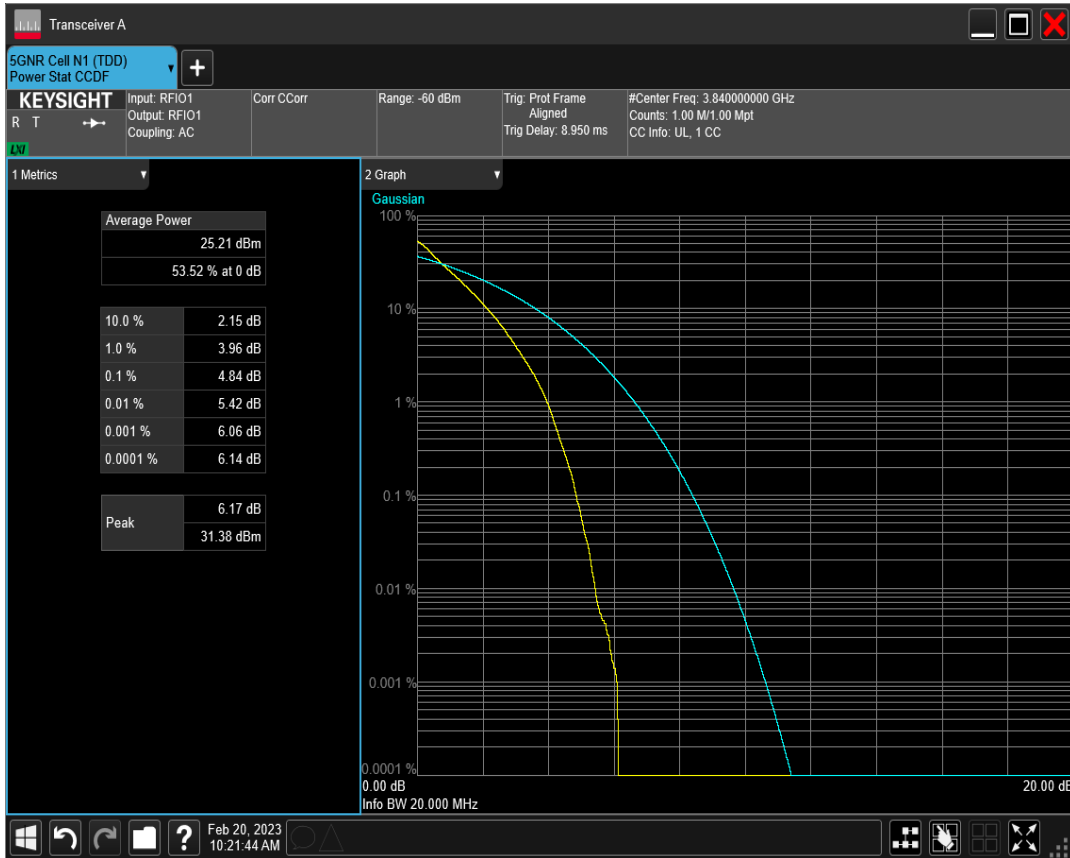 Transceiver A
5GNR Cell N1 (TDD)
Power Stat CCDF
+
KEYSIGHT
R T
LXI
Input: RFIO1
Output: RFIO1
Coupling: AC
Corr CCorr
Range: -60 dBm
Trig: Prot Frame
Aligned
Trig Delay: 8.950 ms
#Center Freq: 3.840000000 GHz
Counts: 1.00 M/1.00 Mpt
CC Info: UL, 1 CC
1 Metrics
Average Power
25.21 dBm
53.52 % at 0 dB
10.0 % 2.15 dB
1.0 % 3.96 dB
0.1 % 4.84 dB
0.01 % 5.42 dB
0.001 % 6.06 dB
0.0001 % 6.14 dB
Peak 6.17 dB
31.38 dBm
2 Graph
Gaussian
100 %
10 %
1 %
0.1 %
0.01 %
0.001 %
0.0001 %
0.00 dB 20.00 dB
Info BW 20.000 MHz
?
Feb 20, 2023
10:21:44 AM